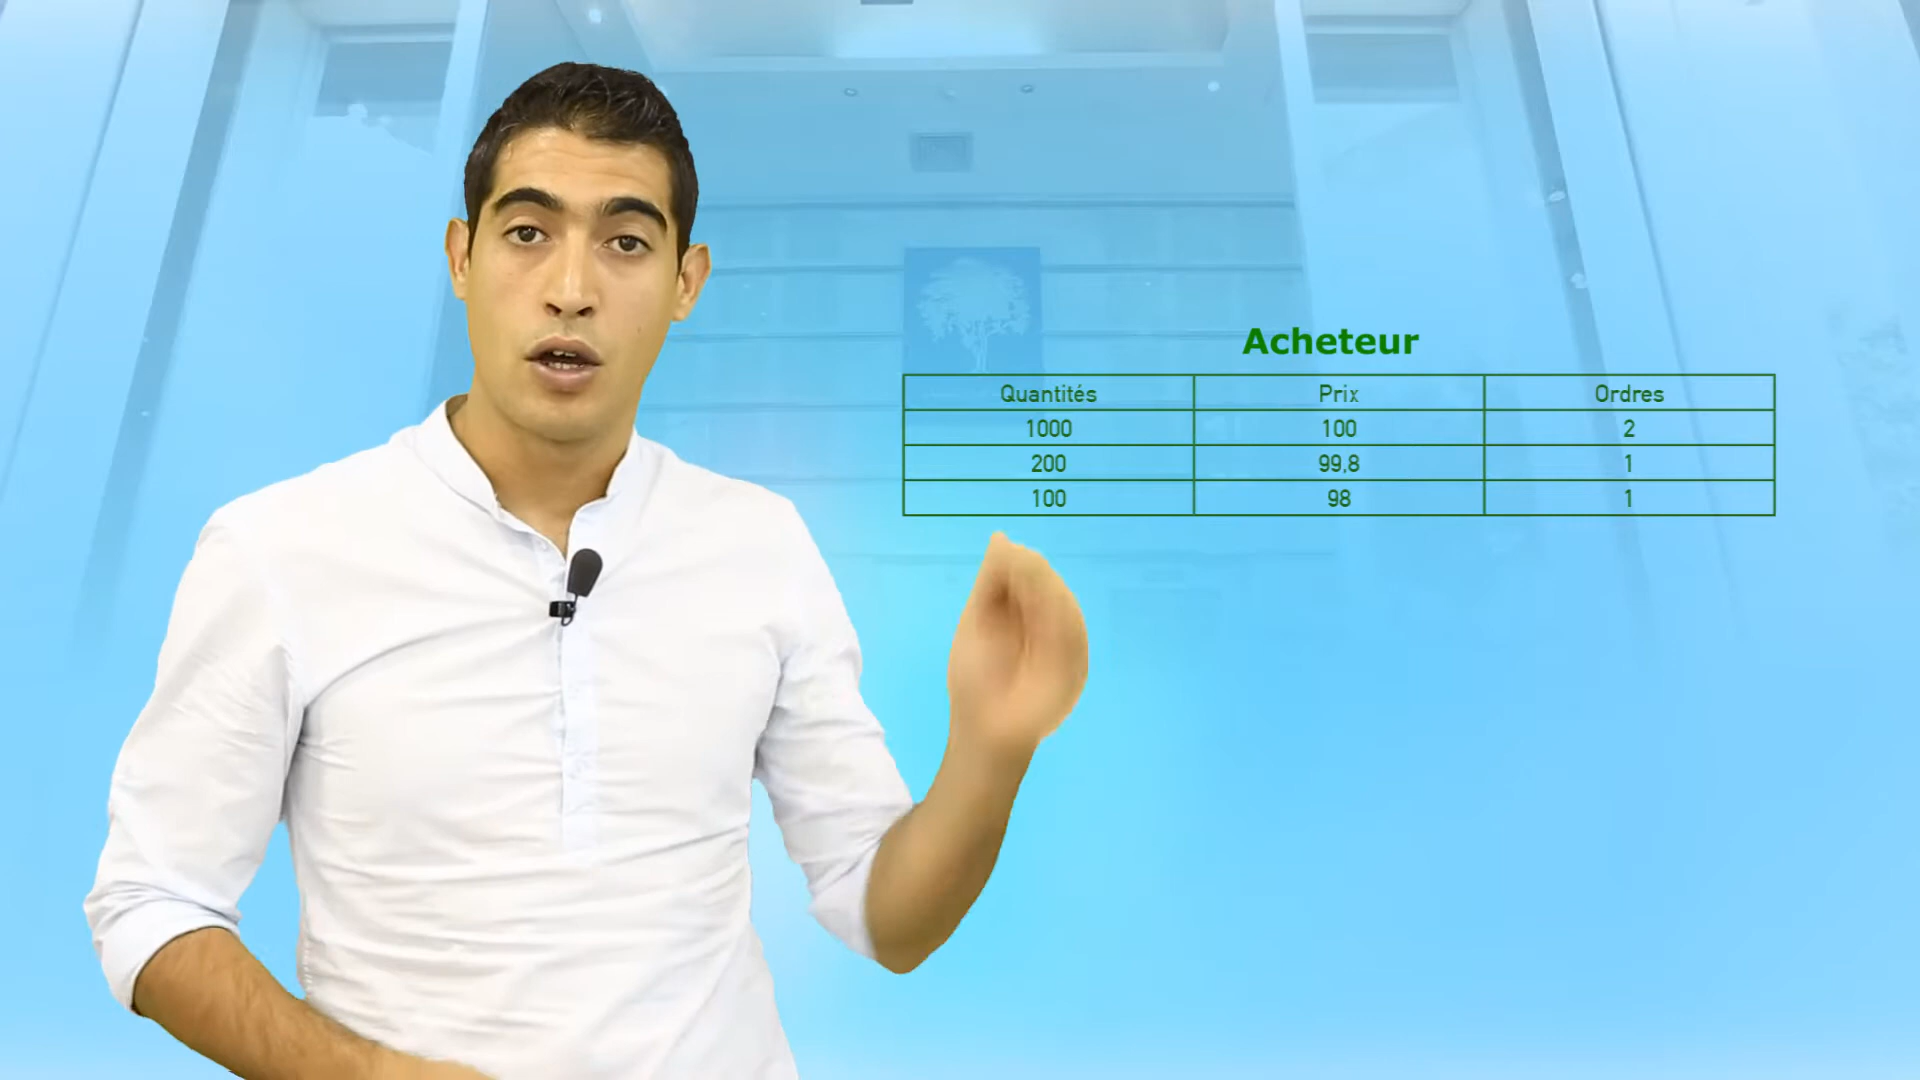 Acheteur
Quantités Prix Ordres
1000 100 2
200 99,8 1
100 98 1